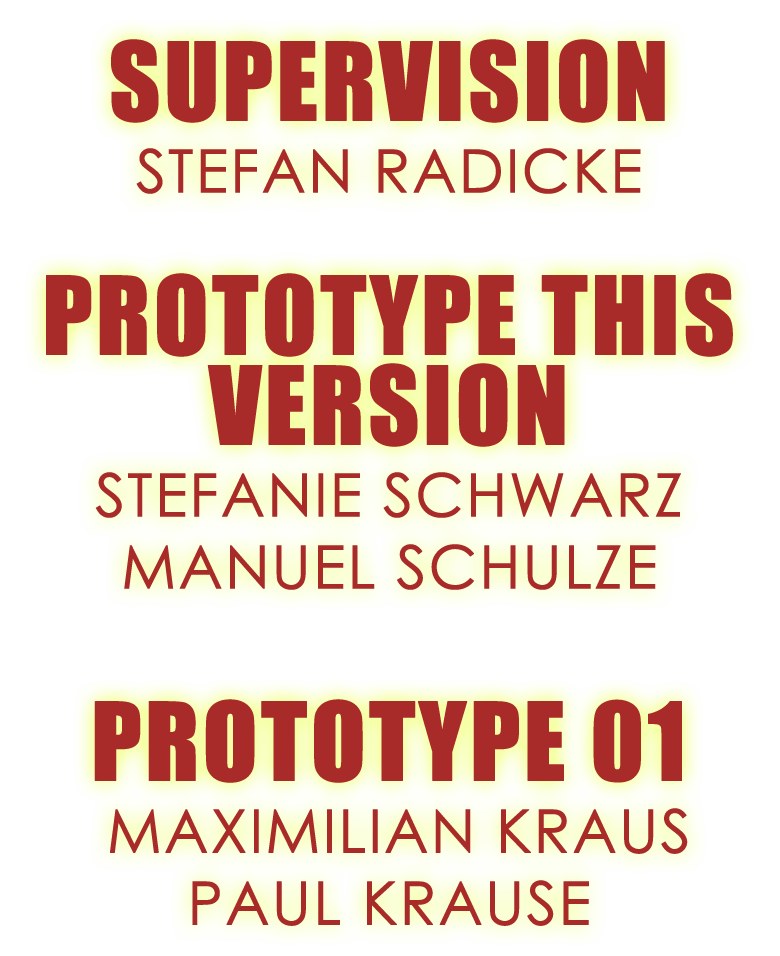 SUPERVISION
STEFAN RADICKE
PROTOTYPE THIS
VERSION
STEFANIE SCHWARZ
MANUEL SCHULZE
PROTOTYPE 01
MAXIMILIAN KRAUS
PAUL KRAUSE